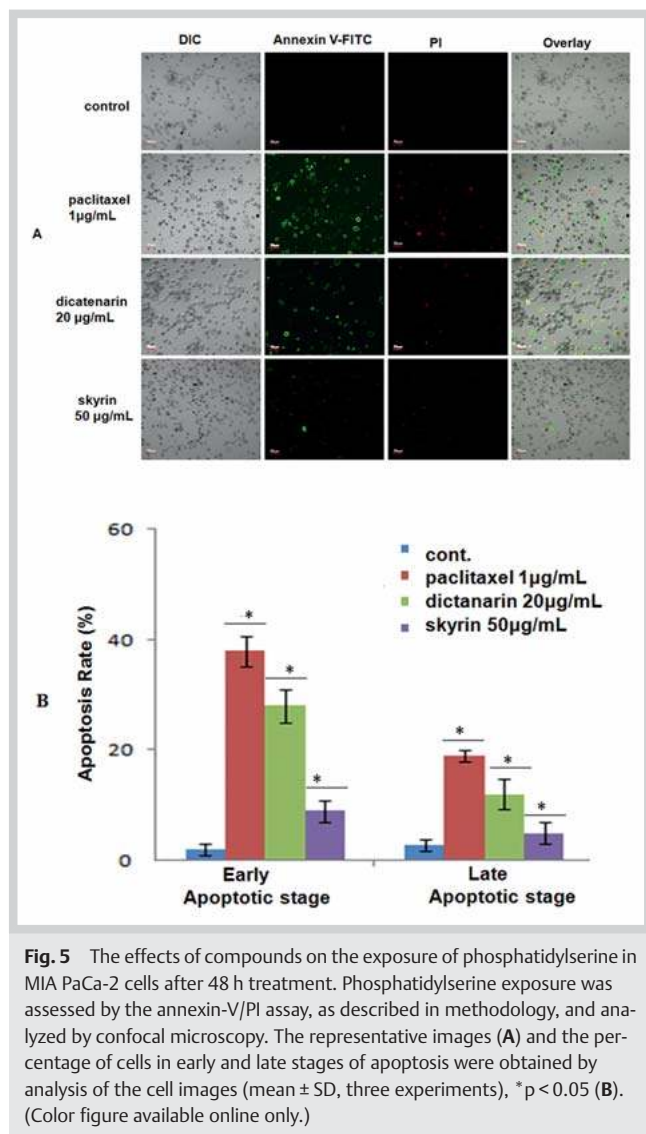 DIC Annexin V-FITC PI Overlay
control
paclitaxel
1µg/mL
A
dicatenarin
20 µg/mL
skyrin
50 µg/mL
60
cont.
paclitaxel 1µg/mL
dictanarin 20µg/mL
skyrin 50µg/mL
40
* *
B
Apoptosis Rate (%)
20
*
* * *
0
Early Late
Apoptotic stage Apoptotic stage
Fig. 5 The effects of compounds on the exposure of phosphatidylserine in
MIA PaCa-2 cells after 48 h treatment. Phosphatidylserine exposure was
assessed by the annexin-V/PI assay, as described in methodology, and ana-
lyzed by confocal microscopy. The representative images (A) and the per-
centage of cells in early and late stages of apoptosis were obtained by
analysis of the cell images (mean ± SD, three experiments), *p < 0.05 (B).
(Color figure available online only.)